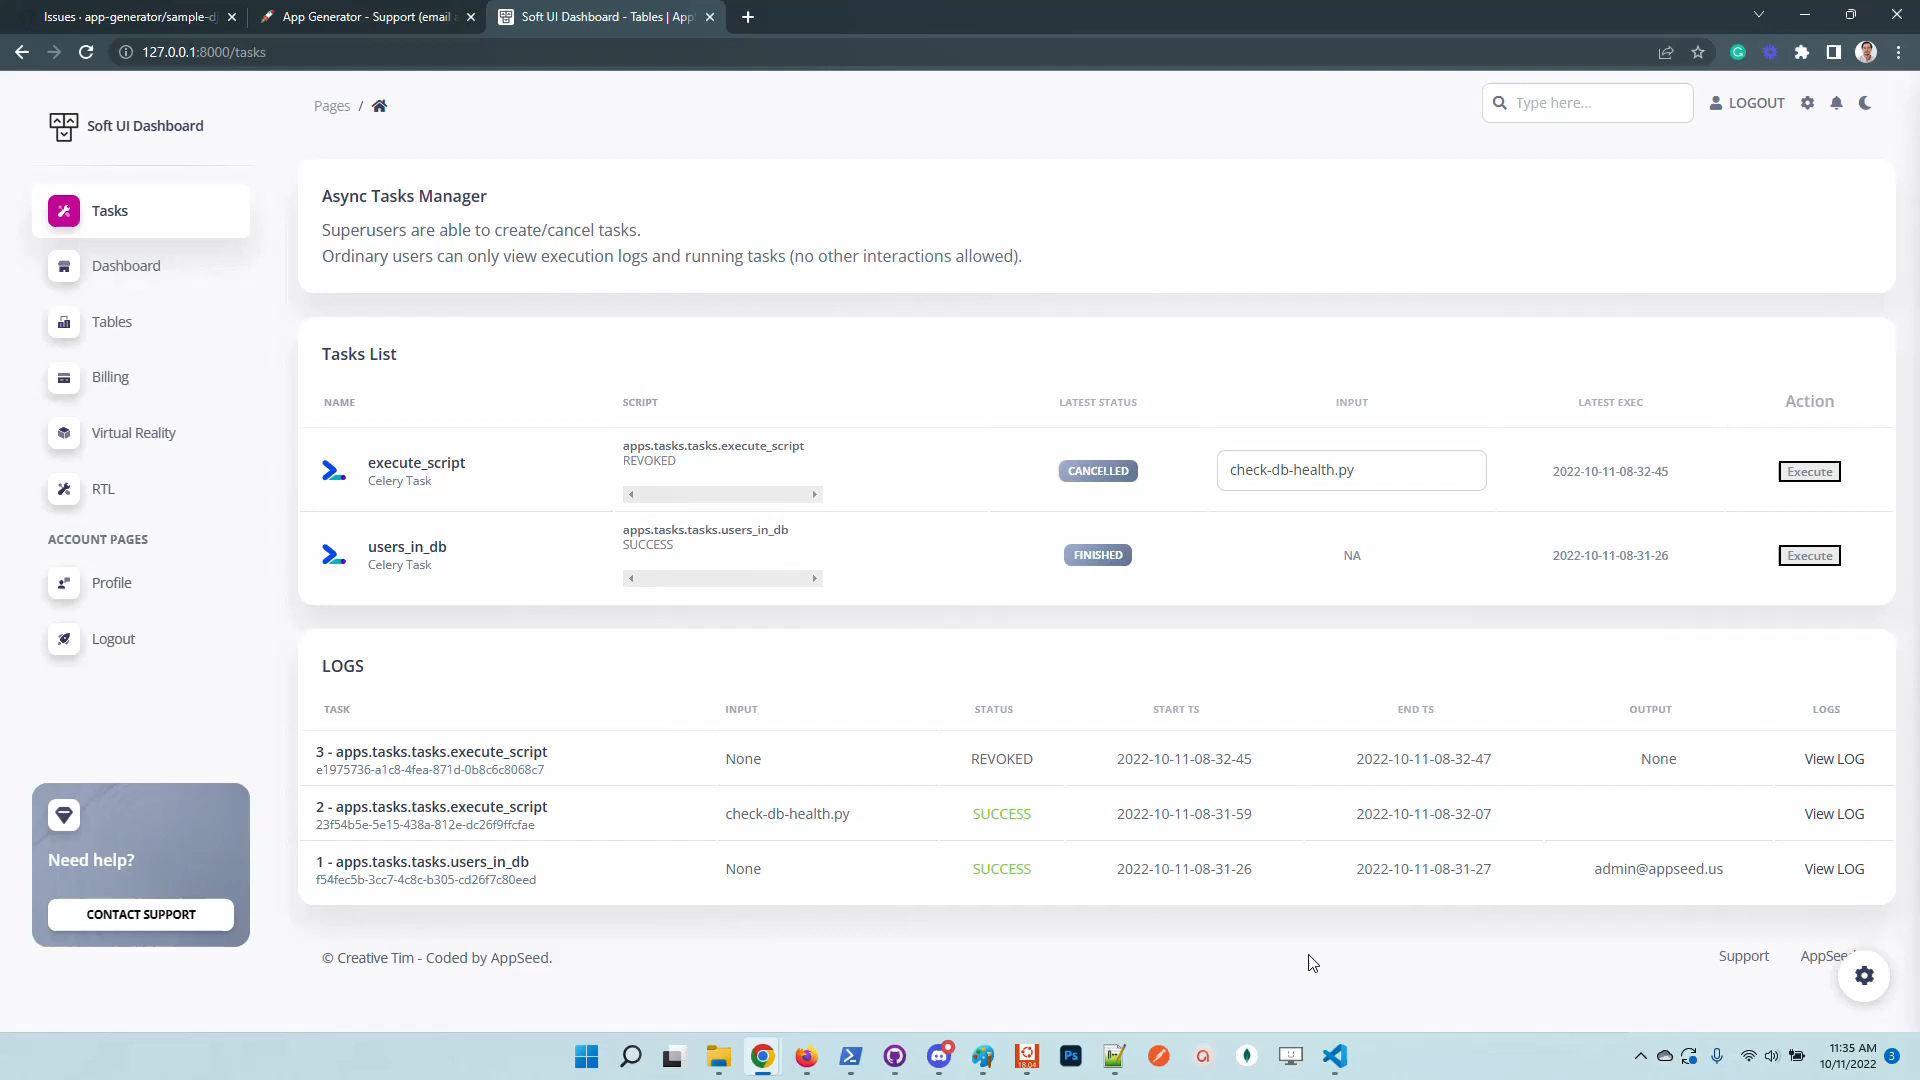 Issues · app-generator/sample-dj
App Generator - Support (email
Soft UI Dashboard - Tables | App
127.0.0.1:8000/tasks
Soft UI Dashboard
Pages /
Type here...
LOGOUT
Tasks
Dashboard
Tables
Billing
Virtual Reality
RTL
ACCOUNT PAGES
Profile
Logout
Need help?
CONTACT SUPPORT
Async Tasks Manager
Superusers are able to create/cancel tasks.
Ordinary users can only view execution logs and running tasks (no other interactions allowed).
Tasks List
NAME SCRIPT LATEST STATUS INPUT LATEST EXEC Action
execute_script
Celery Task
apps.tasks.tasks.execute_script
REVOKED
CANCELLED
check-db-health.py
2022-10-11-08-32-45
Execute
users_in_db
Celery Task
apps.tasks.tasks.users_in_db
SUCCESS
FINISHED
NA
2022-10-11-08-31-26
Execute
LOGS
TASK INPUT STATUS START TS END TS OUTPUT LOGS
3 - apps.tasks.tasks.execute_script
e1975736-a1c8-4fea-871d-0b8c6c8068c7
None REVOKED 2022-10-11-08-32-45 2022-10-11-08-32-47 None View LOG
2 - apps.tasks.tasks.execute_script
23f54b5e-5e15-438a-812e-dc26f9ffcfae
check-db-health.py SUCCESS 2022-10-11-08-31-59 2022-10-11-08-32-07 View LOG
1 - apps.tasks.tasks.users_in_db
f54fec5b-3cc7-4c8c-b305-cd26f7c80eed
None SUCCESS 2022-10-11-08-31-26 2022-10-11-08-31-27 admin@appseed.us View LOG
© Creative Tim - Coded by AppSeed.
Support
AppSee
Ps
18.04
11:35 AM
10/11/2022
3